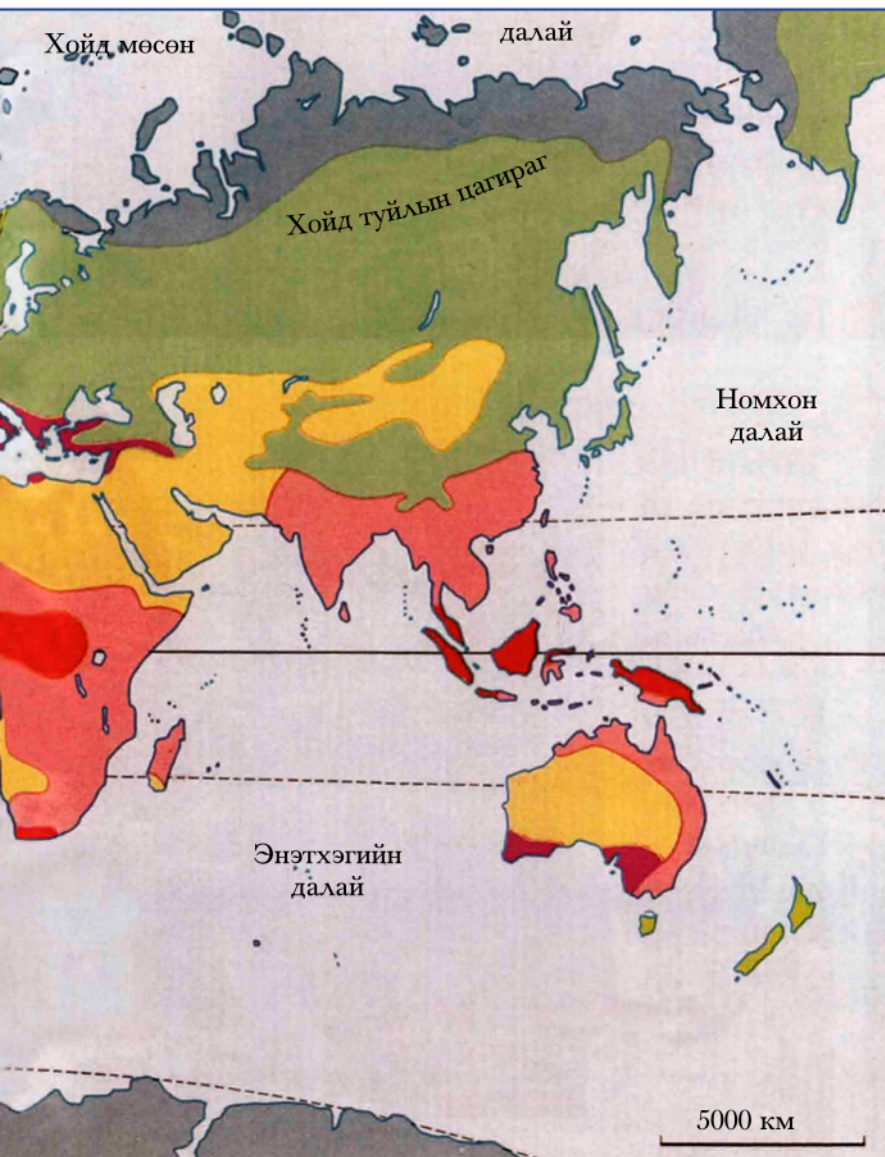 Хойд мөсөн
далай
Хойд туйлын цагираг
Номхон
далай
Энэтхэгийн
далай
5000 км